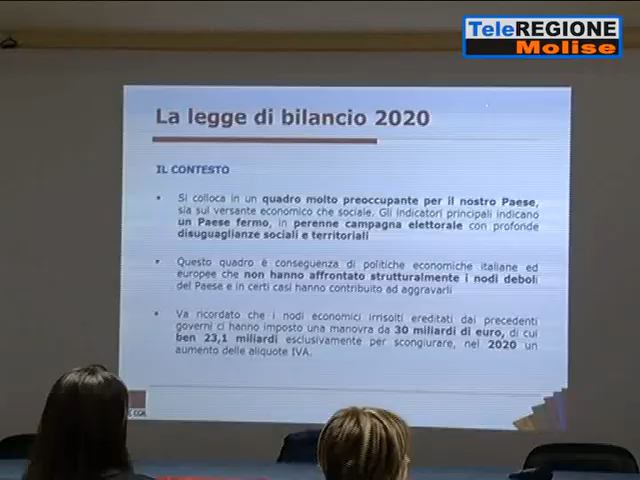 TeleREGIONE
Molise
La legge di bilancio 2020
IL CONTESTO
• Si colloca in un quadro molto preoccupante per il nostro Paese,
sia sul versante economico che sociale. Gli indicatori principali indicano
un Paese fermo, in perenne campagna elettorale con profonde
disuguaglianze sociali e territoriali
• Questo quadro è conseguenza di politiche economiche italiane ed
europee che non hanno affrontato strutturalmente i nodi deboli
del Paese e in certi casi hanno contribuito ad aggravarli
• Va ricordato che i nodi economici irrisolti ereditati dai precedenti
governi ci hanno imposto una manovra da 30 miliardi di euro, di cui
ben 23,1 miliardi esclusivamente per scongiurare, nel 2020 un
aumento delle aliquote IVA.
CGIL